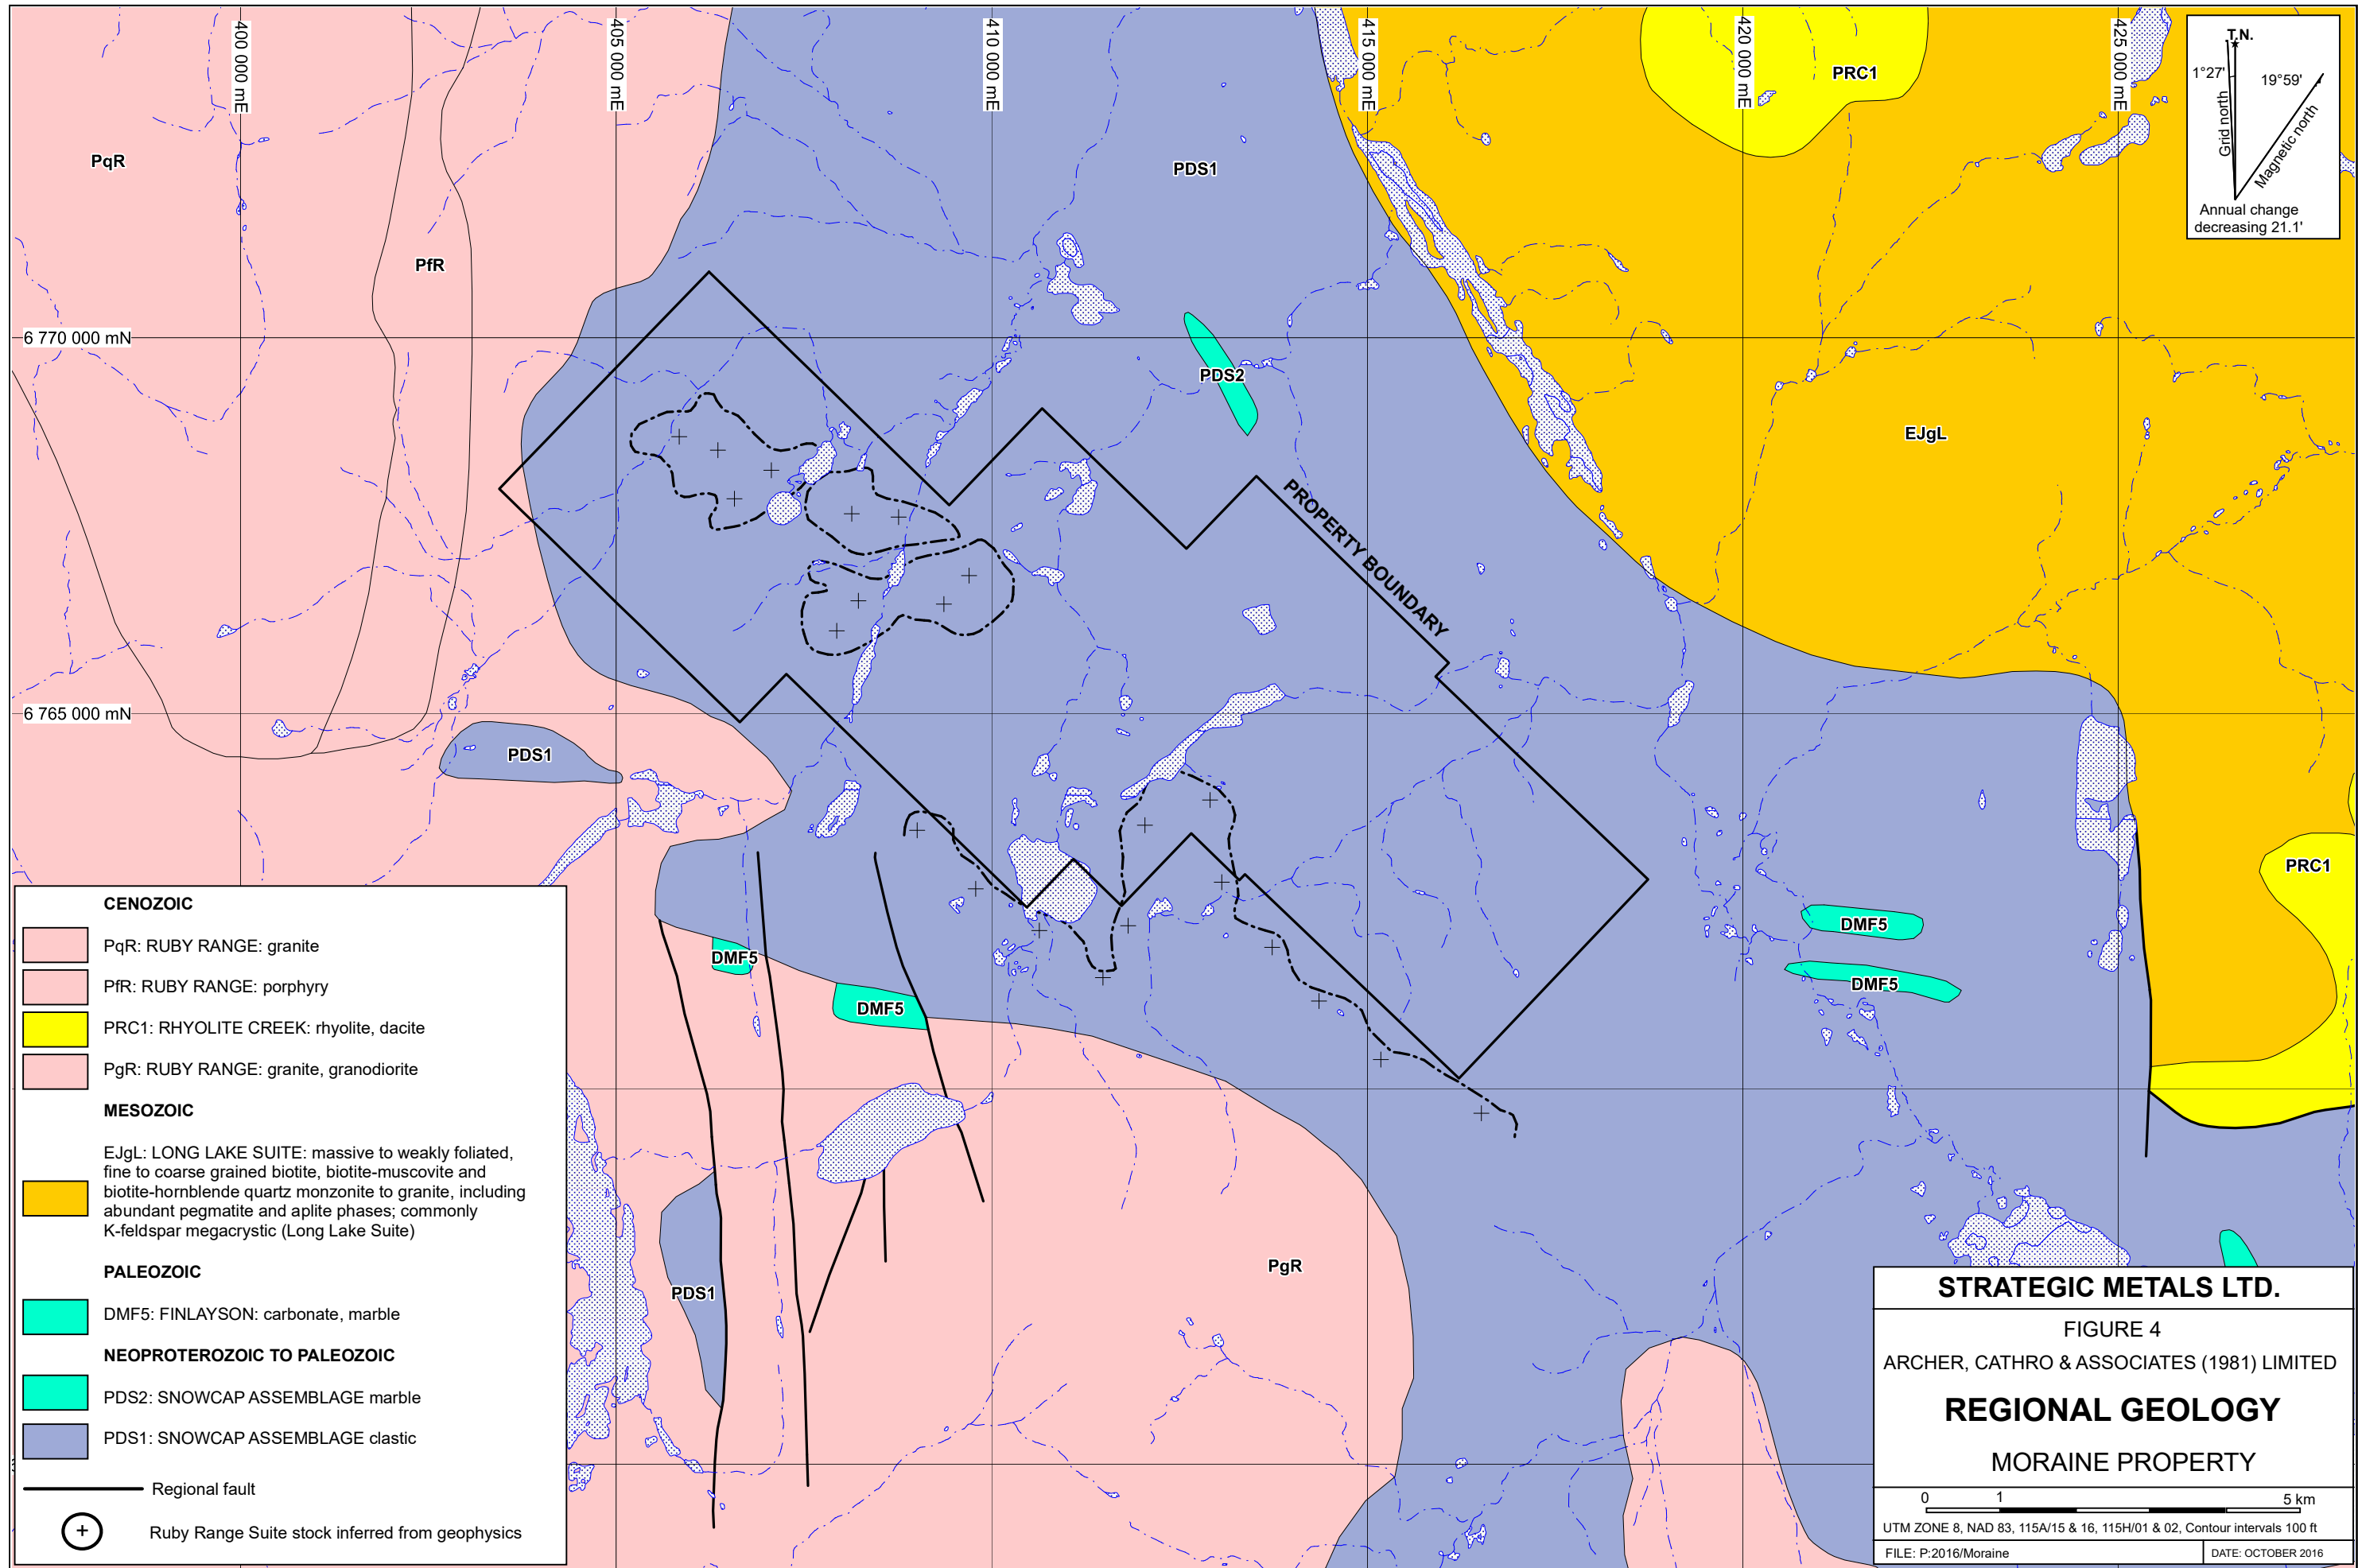 400 000 mE
405 000 mE
410 000 mE
415 000 mE
420 000 mE
425 000 mE
T.N.
1°27'
19°59'
Grid north
Magnetic north
Annual change
decreasing 21.1'
PRC1
PqR
PDS1
PfR
6 770 000 mN
PDS2
EJgL
PROPERTY BOUNDARY
6 765 000 mN
PDS1
PRC1
DMF5
DMF5
DMF5
DMF5
PgR
PDS1
CENOZOIC
PqR: RUBY RANGE: granite
PfR: RUBY RANGE: porphyry
PRC1: RHYOLITE CREEK: rhyolite, dacite
PgR: RUBY RANGE: granite, granodiorite
MESOZOIC
EJgL: LONG LAKE SUITE: massive to weakly foliated,
fine to coarse grained biotite, biotite-muscovite and
biotite-hornblende quartz monzonite to granite, including
abundant pegmatite and aplite phases; commonly
K-feldspar megacrystic (Long Lake Suite)
PALEOZOIC
DMF5: FINLAYSON: carbonate, marble
NEOPROTEROZOIC TO PALEOZOIC
PDS2: SNOWCAP ASSEMBLAGE marble
PDS1: SNOWCAP ASSEMBLAGE clastic
Regional fault
Ruby Range Suite stock inferred from geophysics
STRATEGIC METALS LTD.
FIGURE 4
ARCHER, CATHRO & ASSOCIATES (1981) LIMITED
REGIONAL GEOLOGY
MORAINE PROPERTY
0 1 5 km
UTM ZONE 8, NAD 83, 115A/15 & 16, 115H/01 & 02, Contour intervals 100 ft
FILE: P:2016/Moraine
DATE: OCTOBER 2016